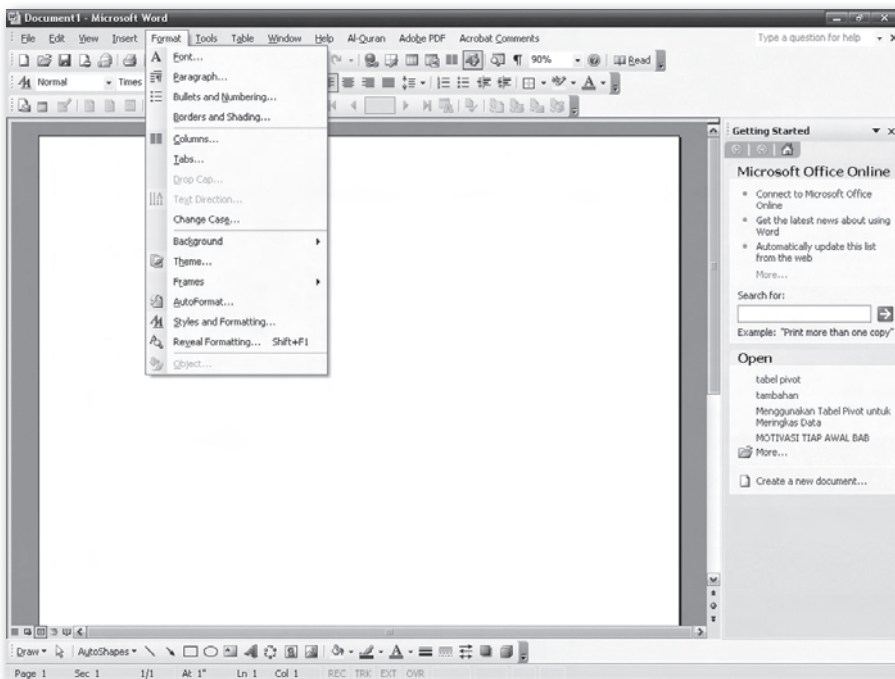 Document1 - Microsoft Word
File Edit View Insert Format Tools Table Window Help Al-Quran Adobe PDF Acrobat Comments
Type a question for help
90%
Read
Normal
Times
Font...
Paragraph...
Bullets and Numbering...
Borders and Shading...
Columns...
Tabs...
Drop Cap...
Text Direction...
Change Case...
Background
Theme...
Frames
AutoFormat...
Styles and Formatting...
Reveal Formatting... Shift+F1
Object...
Getting Started
Microsoft Office Online
Connect to Microsoft Office
Online
Get the latest news about using
Word
Automatically update this list
from the web
More...
Search for:
Example: "Print more than one copy"
Open
tabel pivot
tambahan
Menggunakan Tabel Pivot untuk
Meringkas Data
MOTIVASI TIAP AWAL BAB
More...
Create a new document...
Draw AutoShapes
Page 1 Sec 1 1/1 At 1" Ln 1 Col 1 REC TRK EXT OVR